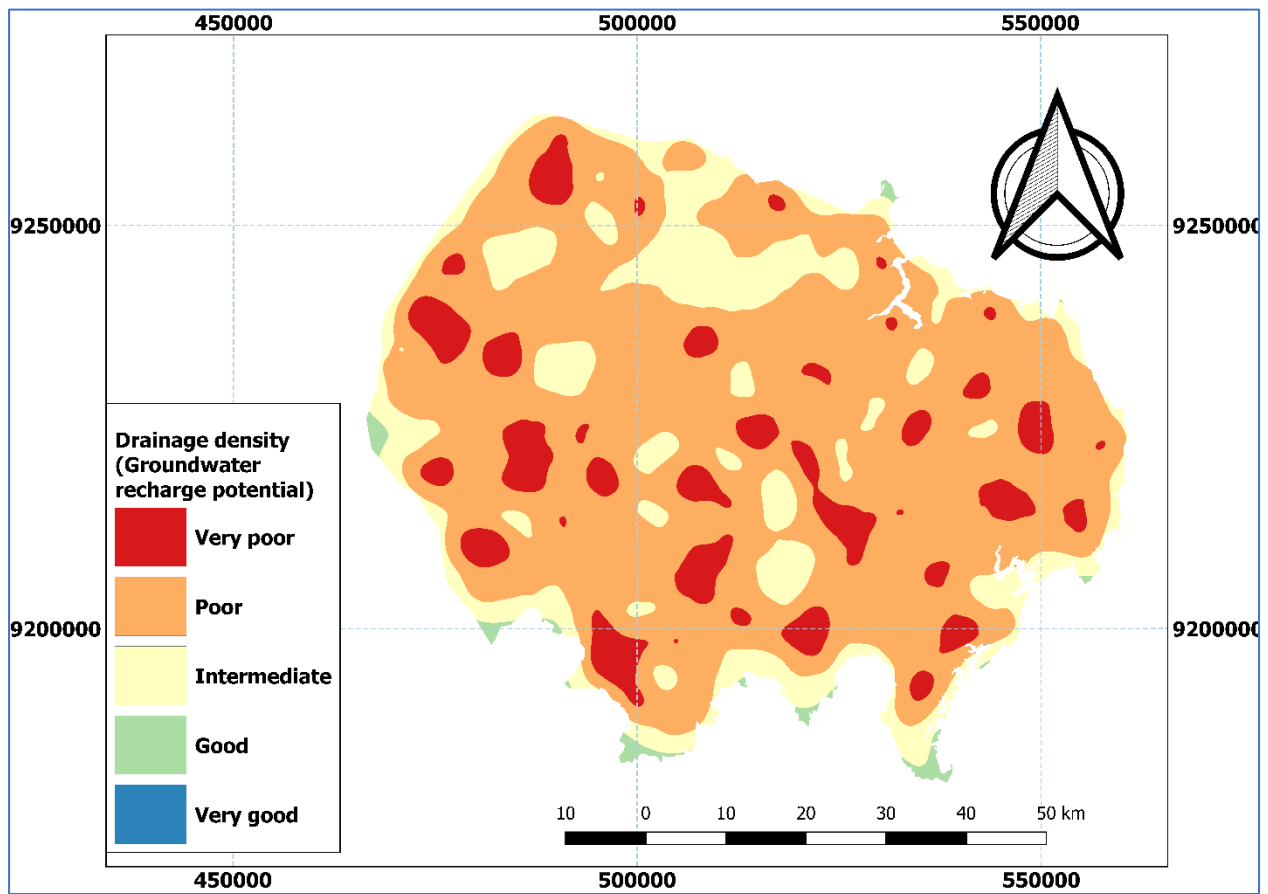 450000 500000 550000
9250000 9250000
Drainage density
(Groundwater
recharge potential)
Very poor
Poor
Intermediate
Good
Very good
9200000 9200000
10 0 10 20 30 40 50 km
450000 500000 550000